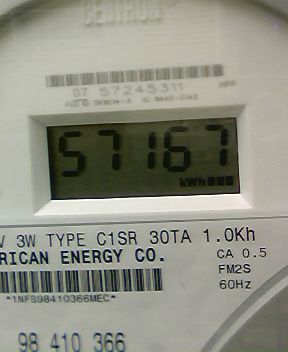 CENTRON
07 57245311
57167
kWh
V 3W TYPE C1SR 30TA 1.0Kh
RICAN ENERGY CO.
CA 0.5
FM2S
60Hz
*1NFS98410366MEC*
98 410 366